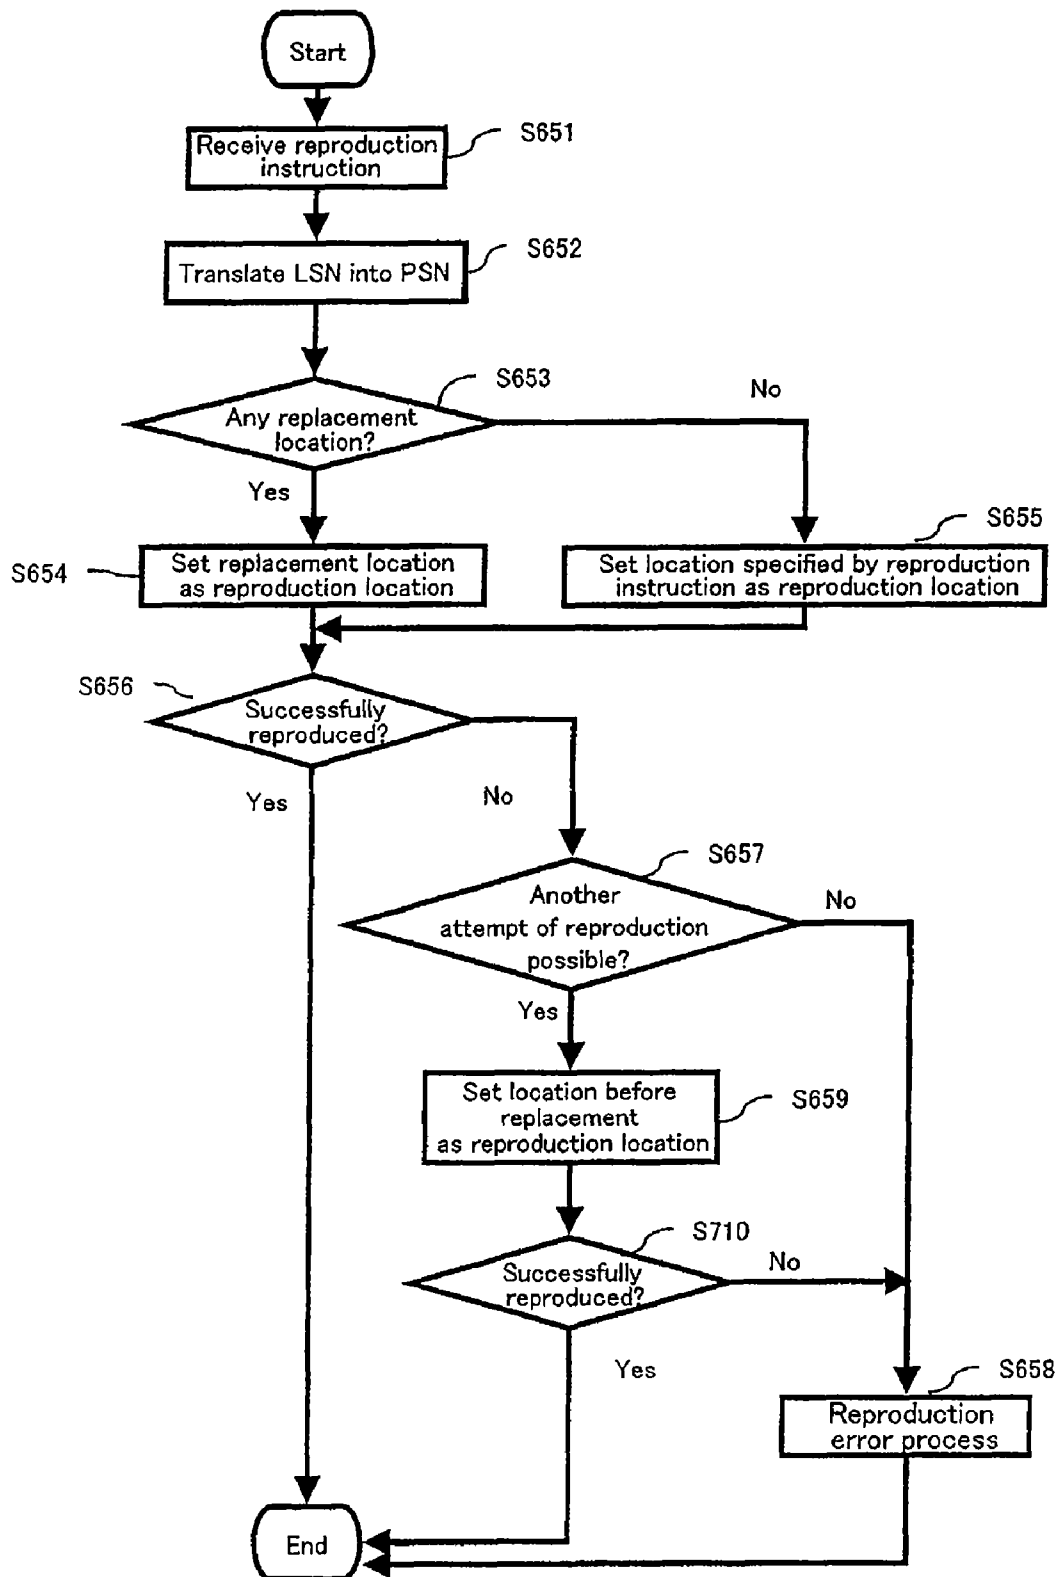 Start
Receive reproduction
instruction
S651
Translate LSN into PSN
S652
Any replacement
location?
S653
No
Yes
S654
Set replacement location
as reproduction location
S655
Set location specified by reproduction
instruction as reproduction location
S656
Successfully
reproduced?
Yes
No
S657
Another
attempt of reproduction
possible?
No
Yes
Set location before
replacement
as reproduction location
S659
S710
Successfully
reproduced?
No
Yes
S658
Reproduction
error process
End